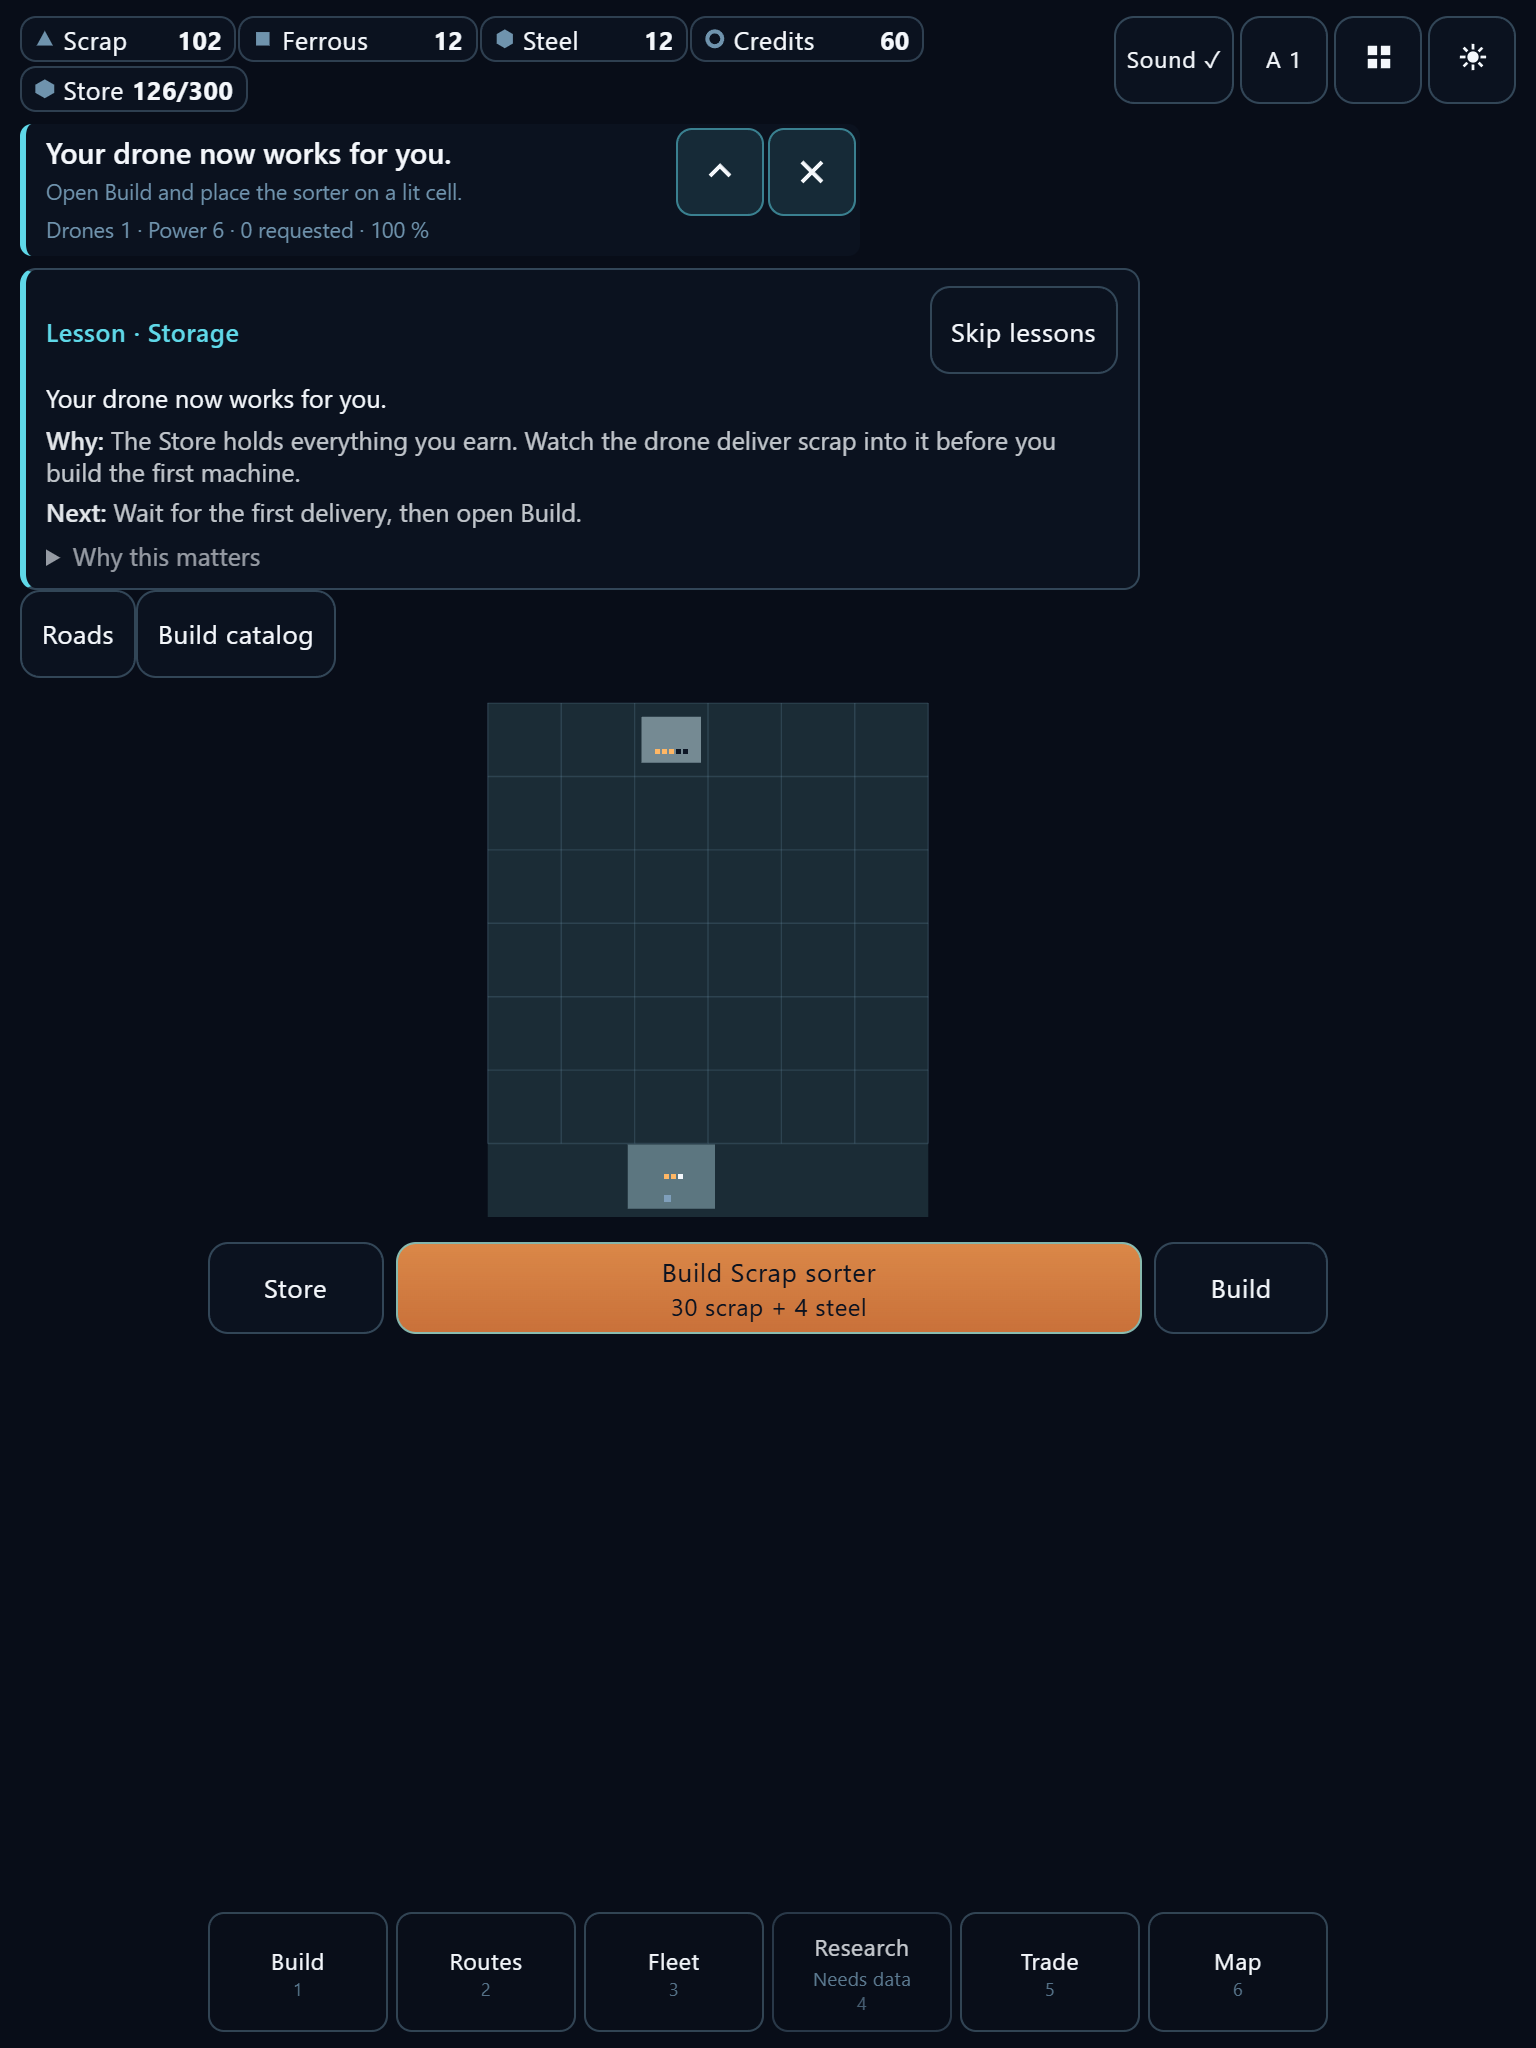 Scrap 102
Ferrous 12
Steel 12
Credits 60
Store 126/300
Sound ✓
A 1
Your drone now works for you.
Open Build and place the sorter on a lit cell.
Drones 1 · Power 6 · 0 requested · 100 %
Lesson · Storage
Skip lessons
Your drone now works for you.
Why: The Store holds everything you earn. Watch the drone deliver scrap into it before you
build the first machine.
Next: Wait for the first delivery, then open Build.
Why this matters
Roads
Build catalog
Store
Build Scrap sorter
30 scrap + 4 steel
Build
Build
1
Routes
2
Fleet
3
Research
Needs data
4
Trade
5
Map
6